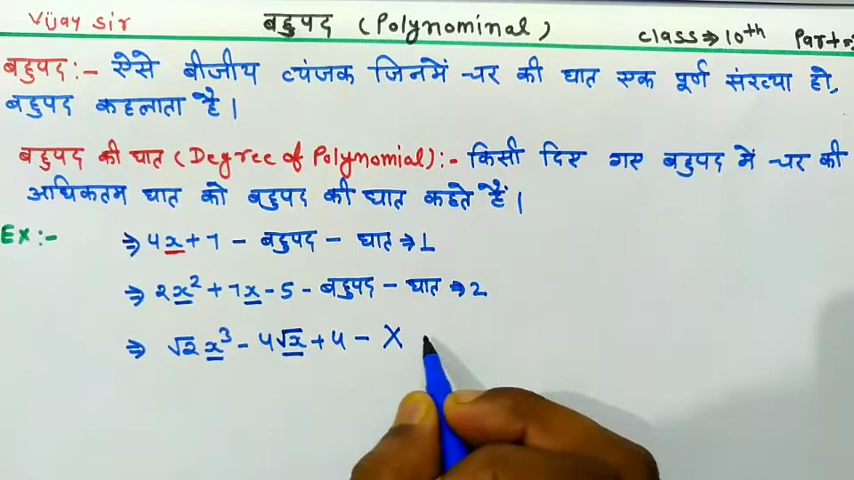 Vijay Sir
बहुपद (Polynominal)
class⇒10th
बहुपद:- ऐसे बीजीय व्यंजक जिनमें चर की घात एक पूर्ण संख्या हो,
बहुपद कहलाता है।
बहुपद की घात (Degree of Polynomial):- किसी दिए गए बहुपद में चर की
अधिकतम घात को बहुपद की घात कहते हैं।
Ex:- ⇒ 4x+7 - बहुपद - घात ⇒ 1
⇒ 2x²+7x-5 - बहुपद - घात ⇒ 2
⇒ √2x³ - 4√x + 4 - X